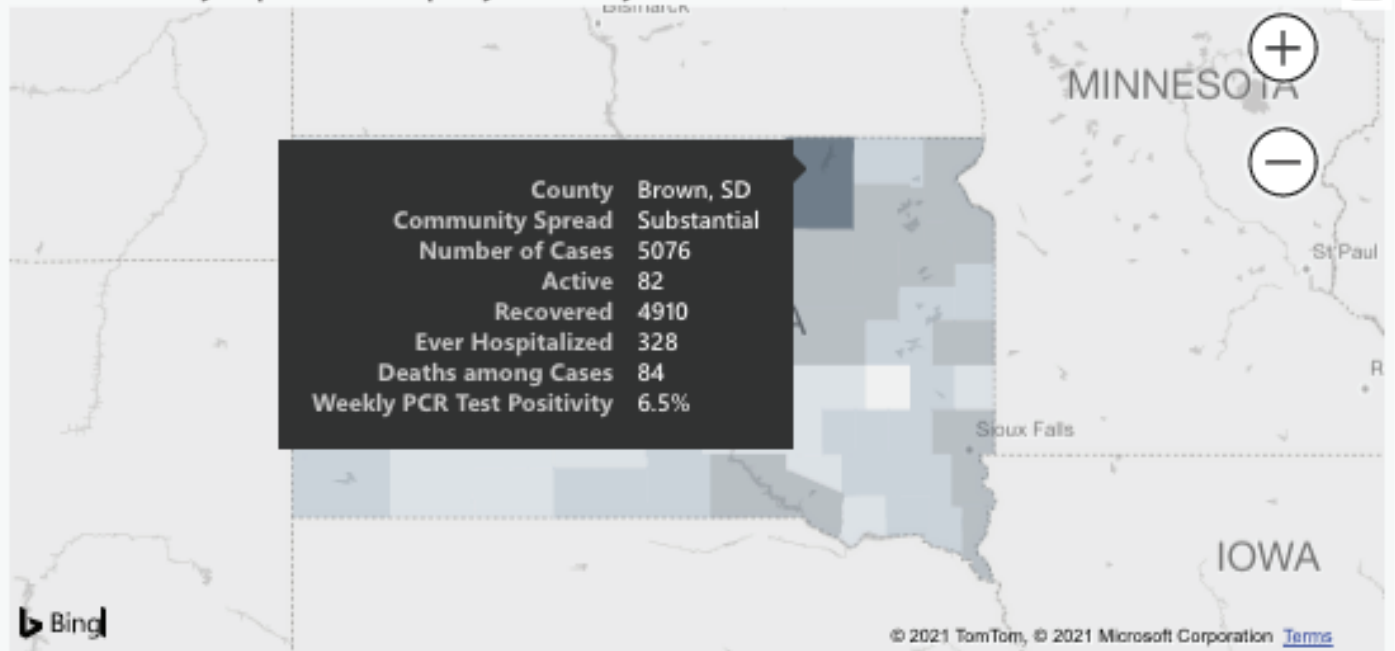 Bismarck
MINNESOTA
County Brown, SD
Community Spread Substantial
Number of Cases 5076
Active 82
Recovered 4910
Ever Hospitalized 328
Deaths among Cases 84
Weekly PCR Test Positivity 6.5%
St Paul
A
R
Sioux Falls
IOWA
Bing
© 2021 TomTom, © 2021 Microsoft Corporation Terms